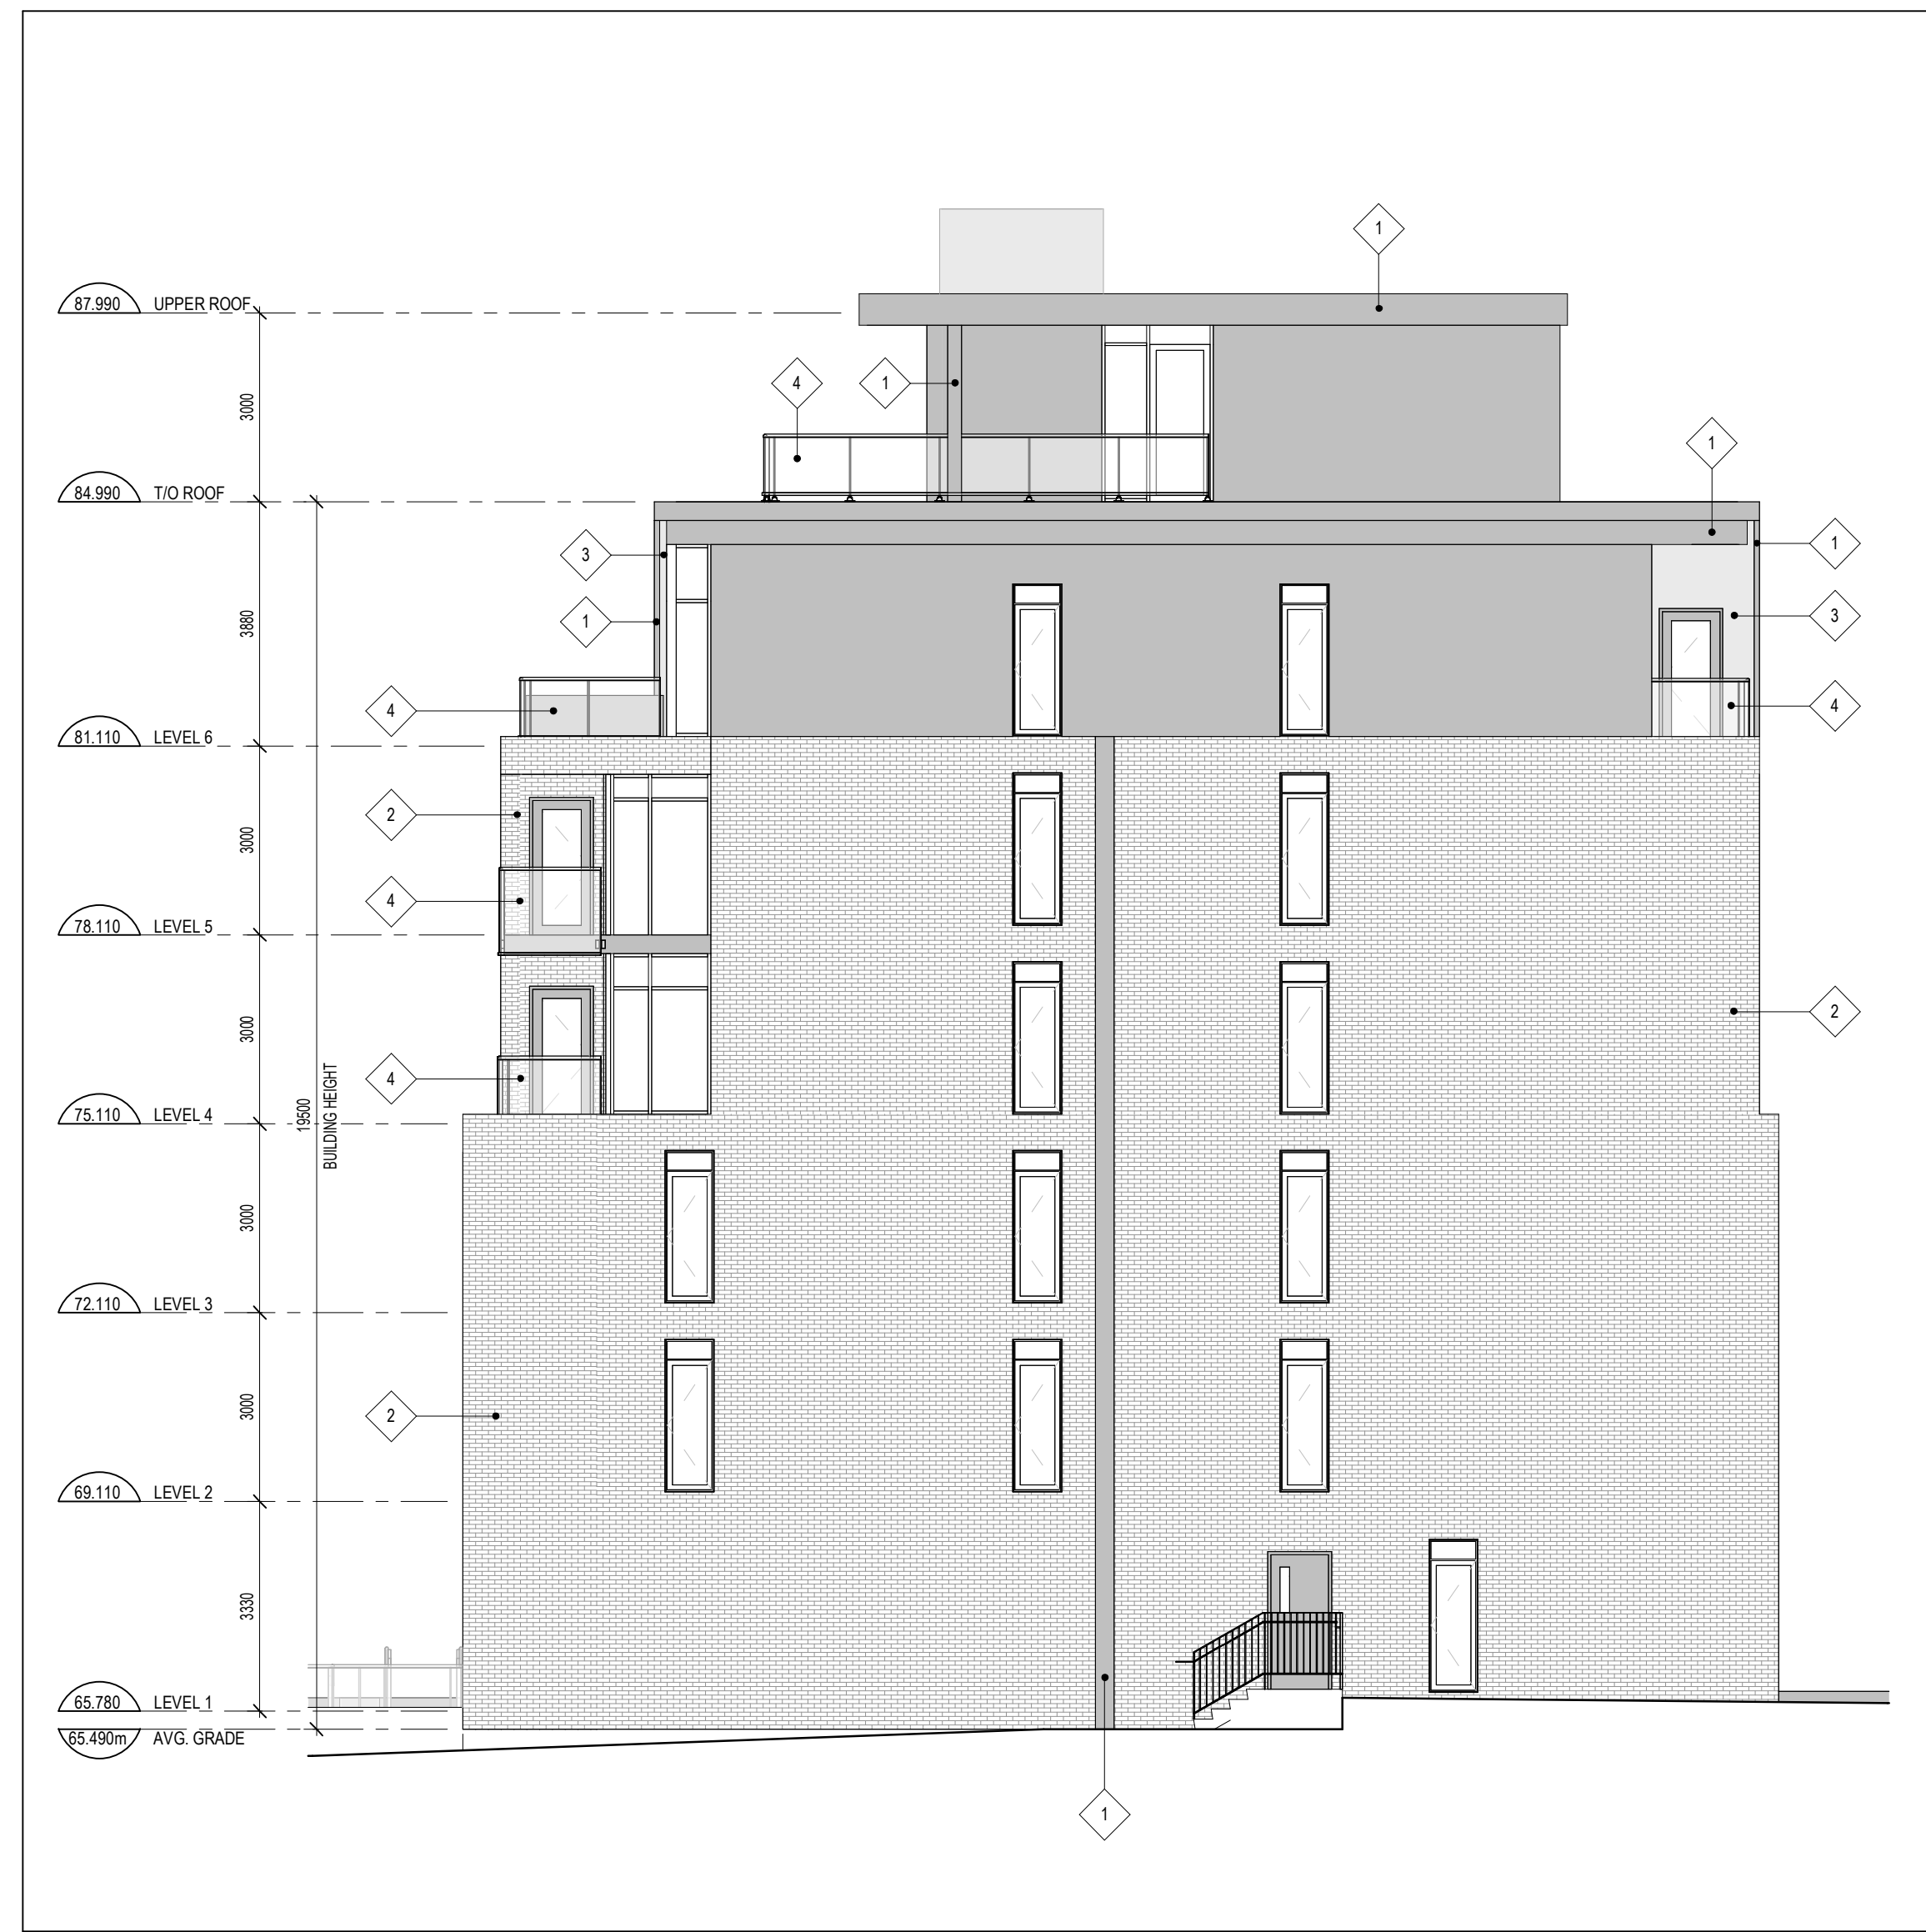 1
87.990 UPPER ROOF
4
1
3000
1
84.990 T/O ROOF
3
1
1
3880
3
4
4
81.110 LEVEL 6
2
3000
4
78.110 LEVEL 5
2
3000
4
75.110 LEVEL 4
19500
BUILDING HEIGHT
3000
72.110 LEVEL 3
3000
2
69.110 LEVEL 2
3330
65.780 LEVEL 1
65.490m AVG. GRADE
1